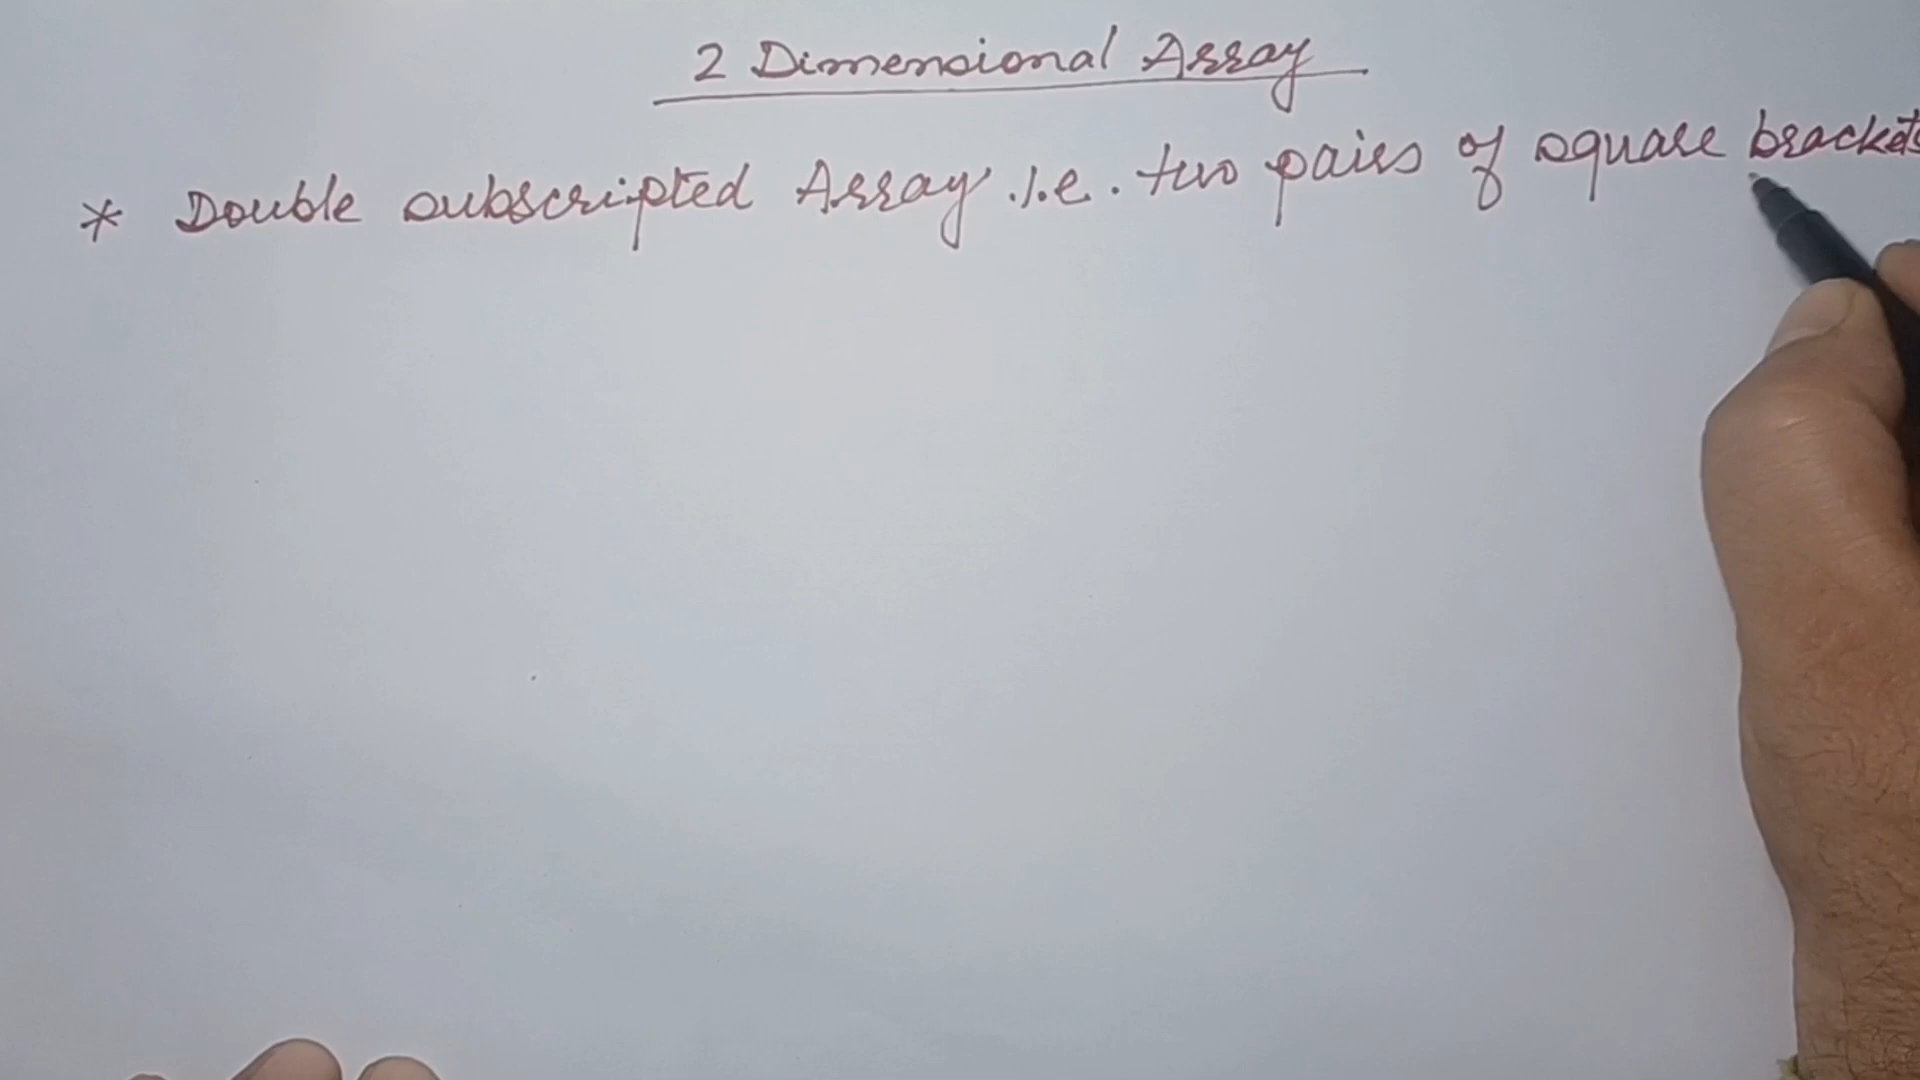 2 Dimensional Array
* Double subscripted Array .i.e. two pairs of square brackets